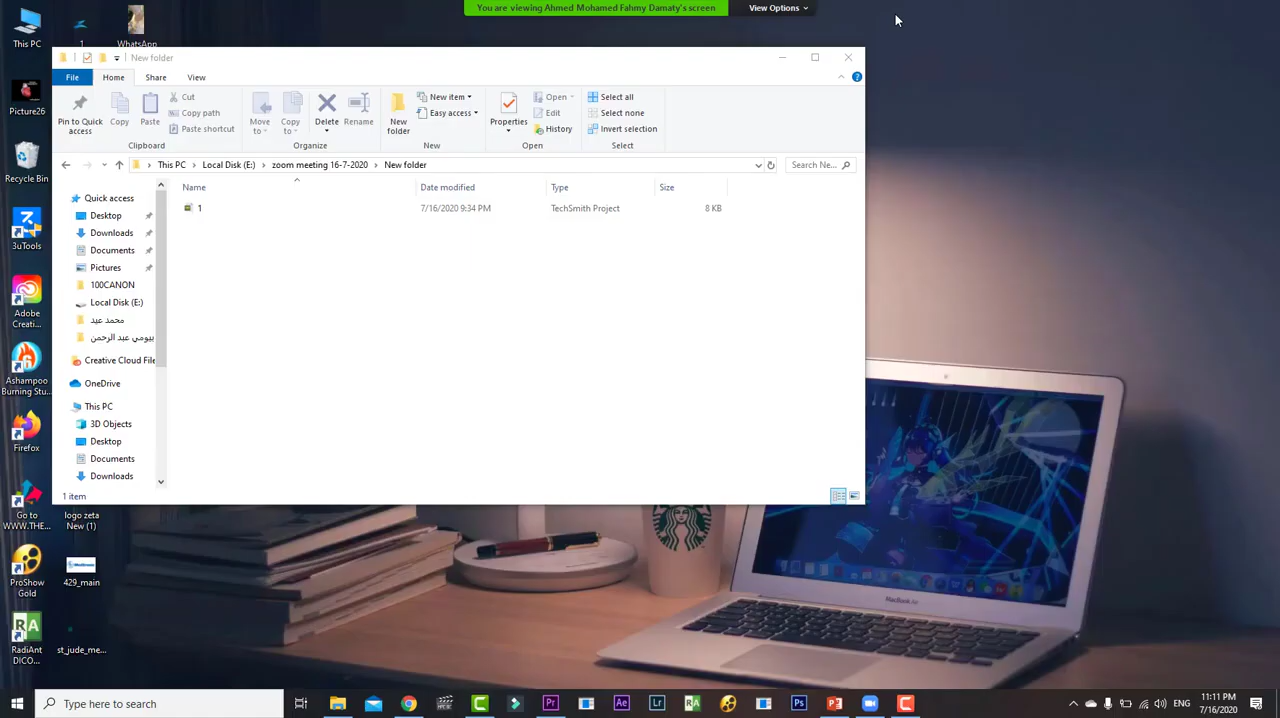 You are viewing Ahmed Mohamed Fahmy Damaty's screen
View Options
This PC
1
WhatsApp
Picture26
Recycle Bin
3uTools
Adobe
Creati...
Ashampoo
Burning Stu...
Firefox
Go to
WWW.THE...
logo zeta
New (1)
ProShow
Gold
429_main
RadiAnt
DICO...
st_jude_me...
New folder
File
Home
Share
View
Pin to Quick
access
Copy
Paste
Cut
Copy path
Paste shortcut
Clipboard
Move
to
Copy
to
Delete
Rename
Organize
New
folder
New item
Easy access
New
Properties
Open
Edit
History
Open
Select all
Select none
Invert selection
Select
This PC > Local Disk (E:) > zoom meeting 16-7-2020 > New folder
Search Ne...
Name
Date modified
Type
Size
1
7/16/2020 9:34 PM
TechSmith Project
8 KB
Quick access
Desktop
Downloads
Documents
Pictures
100CANON
Local Disk (E:)
محمد عيد
بيومي عبد الرحمن
Creative Cloud File
OneDrive
This PC
3D Objects
Desktop
Documents
Downloads
1 item
MacBook Air
Type here to search
ENG
11:11 PM
7/16/2020